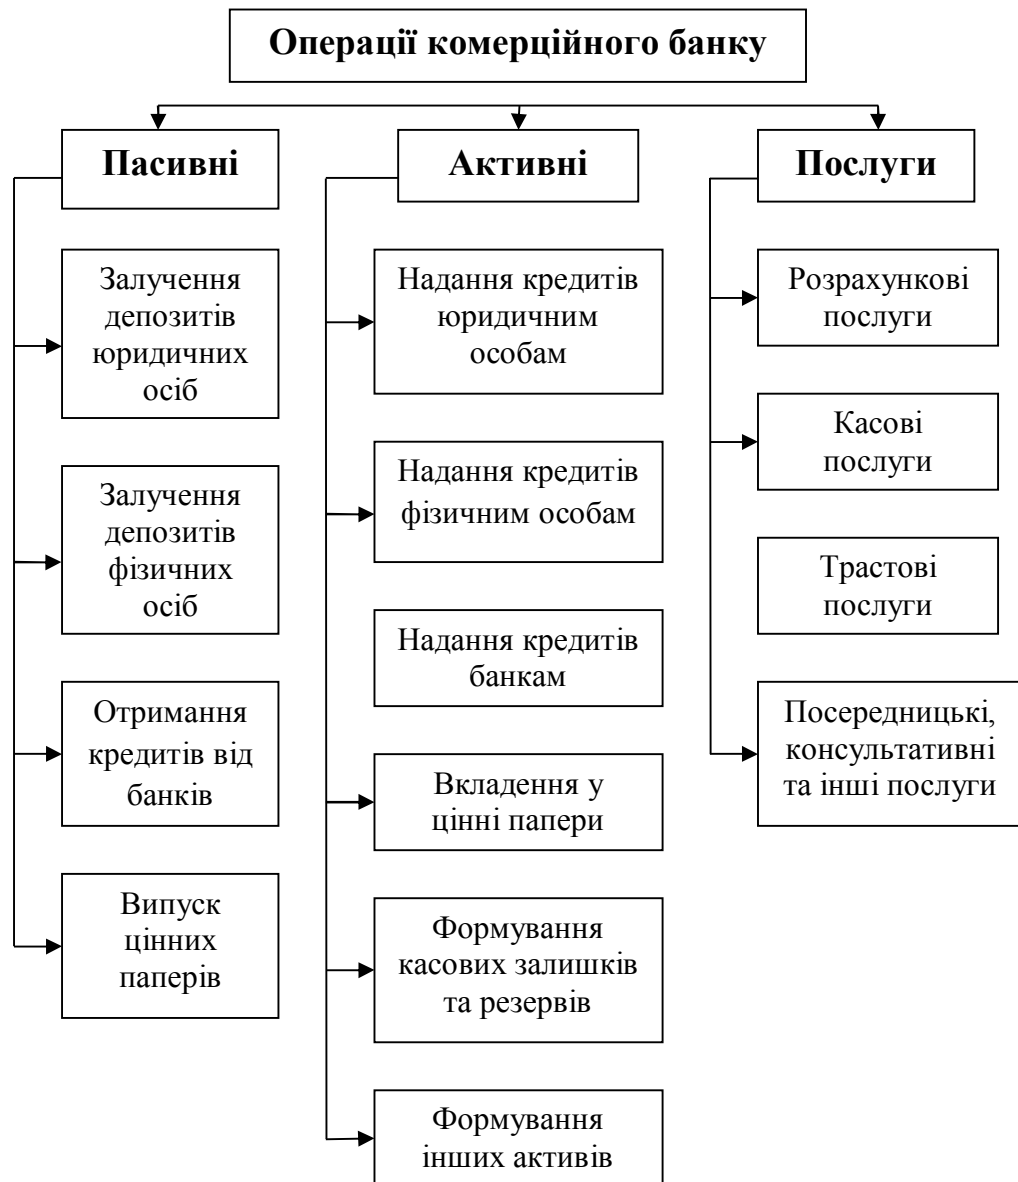 Операції комерційного банку
Пасивні
Активні
Послуги
Залучення
депозитів
юридичних
осіб
Залучення
депозитів
фізичних
осіб
Отримання
кредитів від
банків
Випуск
цінних
паперів
Надання кредитів
юридичним
особам
Надання кредитів
фізичним особам
Надання кредитів
банкам
Вкладення у
цінні папери
Формування
касових залишків
та резервів
Формування
інших активів
Розрахункові
послуги
Касові
послуги
Трастові
послуги
Посередницькі,
консультативні
та інші послуги